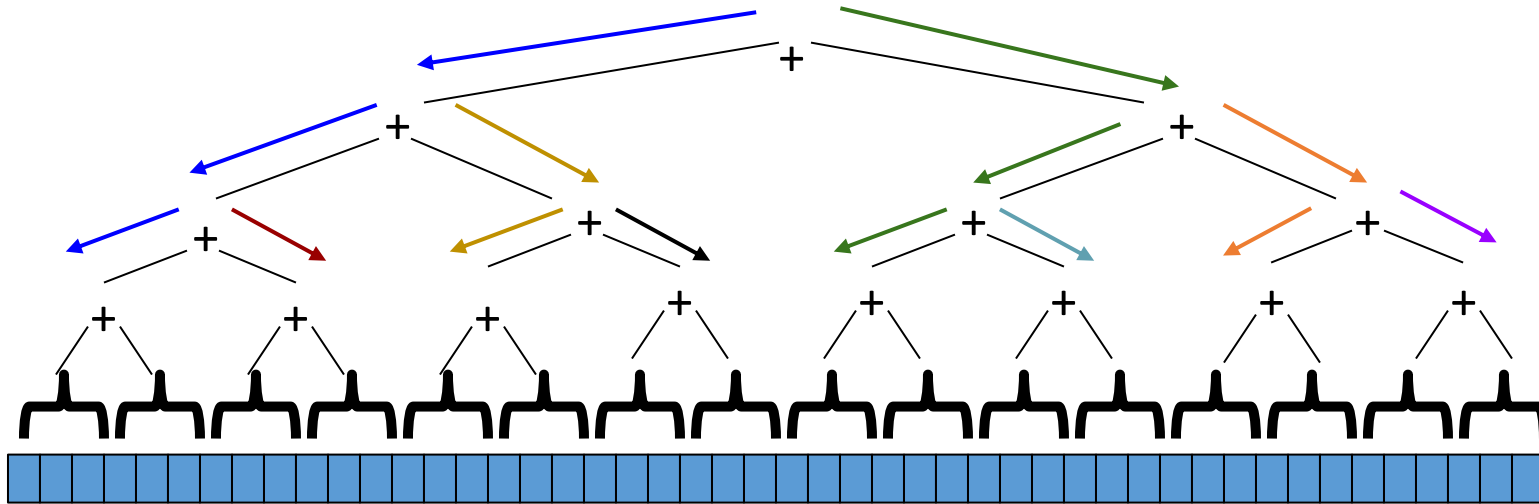 +
+ +
+ + + +
+ + + + + + + +